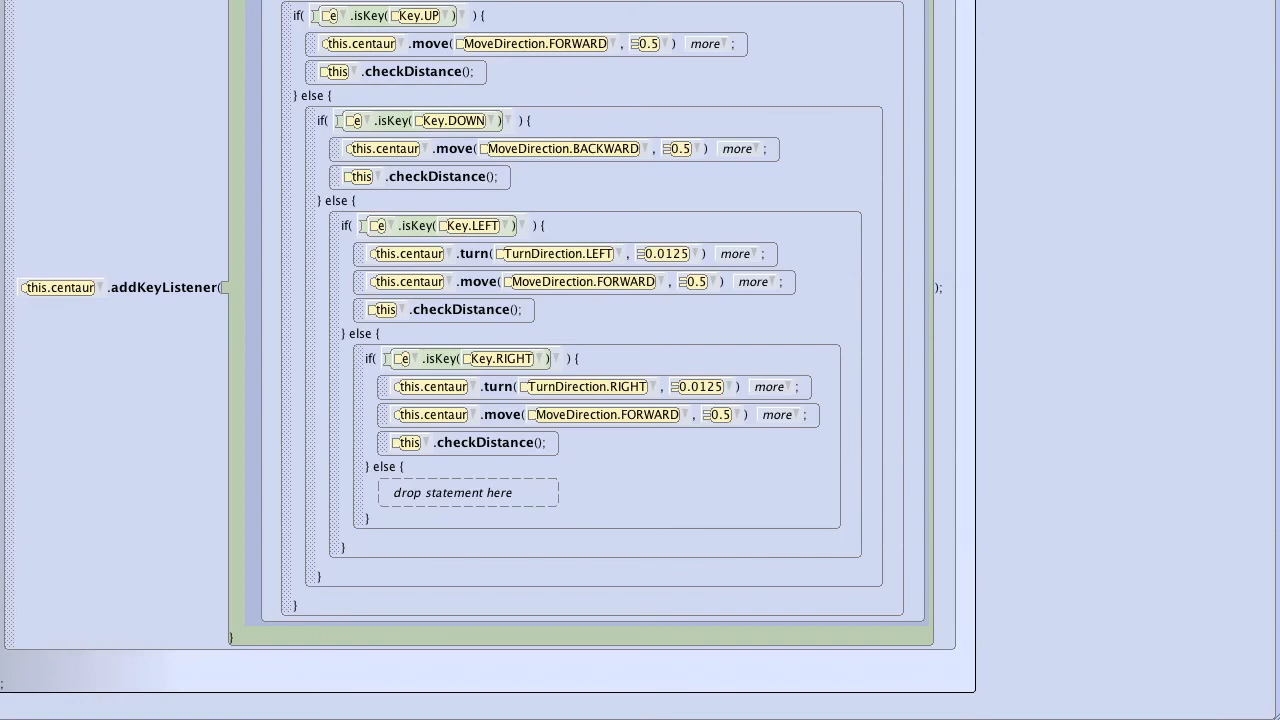 if( e .isKey( Key.UP ) ) {
this.centaur .move( MoveDirection.FORWARD , 0.5 ) more ;
this .checkDistance();
} else {
if( e .isKey( Key.DOWN ) ) {
this.centaur .move( MoveDirection.BACKWARD , 0.5 ) more ;
this .checkDistance();
} else {
if( e .isKey( Key.LEFT ) ) {
this.centaur .turn( TurnDirection.LEFT , 0.0125 ) more ;
this.centaur .move( MoveDirection.FORWARD , 0.5 ) more ;
this.centaur .addKeyListener( );
this .checkDistance();
} else {
if( e .isKey( Key.RIGHT ) ) {
this.centaur .turn( TurnDirection.RIGHT , 0.0125 ) more ;
this.centaur .move( MoveDirection.FORWARD , 0.5 ) more ;
this .checkDistance();
} else {
drop statement here
}
}
}
}
}
;